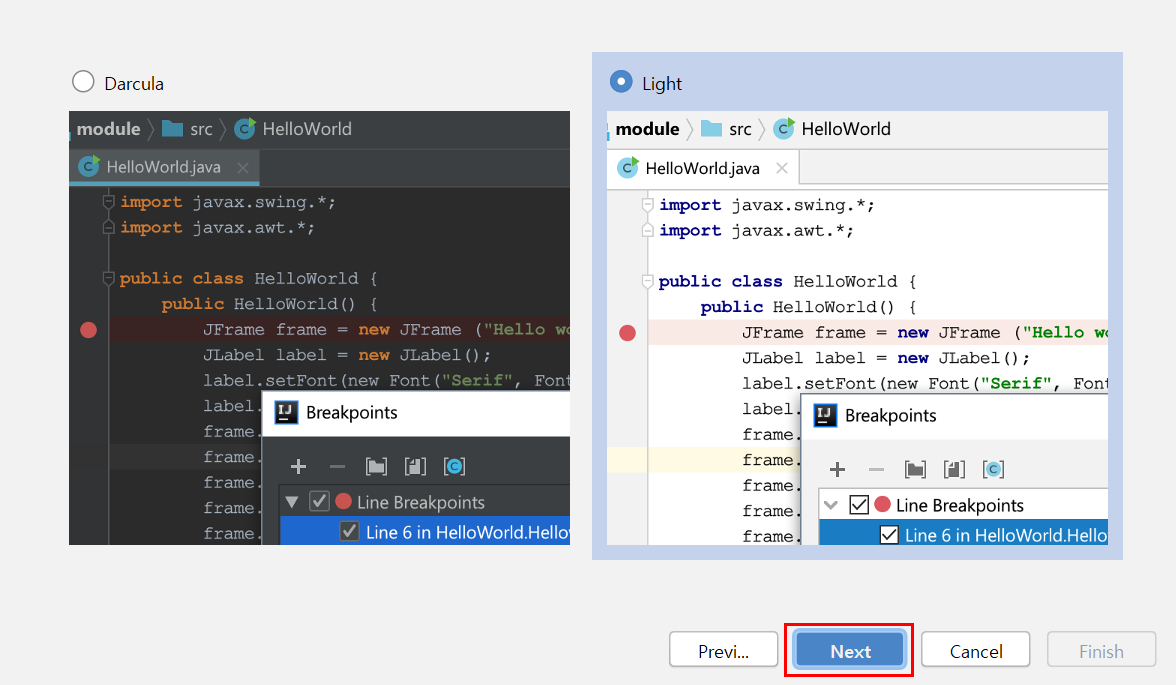 Darcula
module src HelloWorld
HelloWorld.java
import javax.swing.*;
import javax.awt.*;
public class HelloWorld {
public HelloWorld() {
JFrame frame = new JFrame ("Hello wo
JLabel label = new JLabel();
label.setFont(new Font("Serif", Font
label.
frame.
frame.
frame.
frame.
frame.
IJ Breakpoints
Line Breakpoints
Line 6 in HelloWorld.Hello
Light
module src HelloWorld
HelloWorld.java
import javax.swing.*;
import javax.awt.*;
public class HelloWorld {
public HelloWorld() {
JFrame frame = new JFrame ("Hello wo
JLabel label = new JLabel();
label.setFont(new Font("Serif", Font
label.
frame.
frame.
frame.
frame.
frame.
IJ Breakpoints
Line Breakpoints
Line 6 in HelloWorld.Hello
Previ... Next Cancel Finish